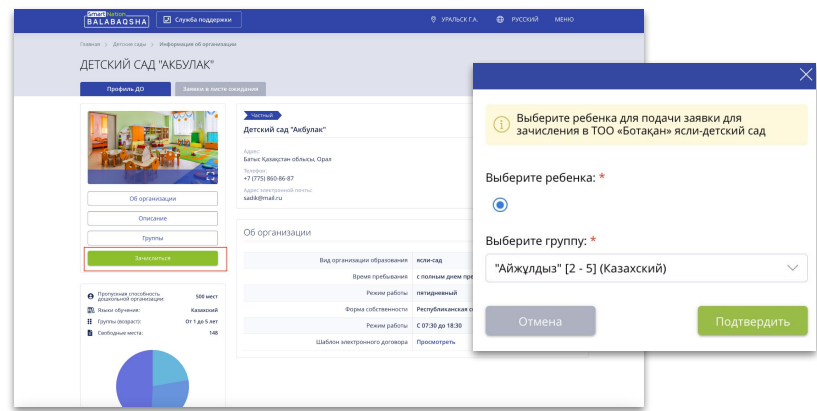 Smart Nation
BALABAQSHA
Служба поддержки
УРАЛЬСК Г.А.
РУССКИЙ
МЕНЮ
Главная > Детские сады > Информация об организации
ДЕТСКИЙ САД "АКБУЛАК"
Профиль ДО
Заявки в листе ожидания
Частный
Детский сад "Акбулак"
Адрес:
Батыс Қазақстан облысы, Орал
Телефон:
+7 (775) 860-86-87
Адрес электронной почты:
sadik@mail.ru
Об организации
Описание
Группы
Зачислиться
Пропускная способность
дошкольной организации:
500 мест
Языки обучения:
Казахский
Группы (возраст):
От 1 до 5 лет
Свободные места:
148
Об организации
Вид организации образования
ясли-сад
Время пребывания
с полным днем пре
Режим работы
пятидневный
Форма собственности
Республиканская с
Режим работы
С 07:30 до 18:30
Шаблон электронного договора
Просмотреть
Выберите ребенка для подачи заявки для
зачисления в ТОО «Ботақан» ясли-детский сад
Выберите ребенка: *
Выберите группу: *
"Айжұлдыз" [2 - 5] (Казахский)
Отмена
Подтвердить